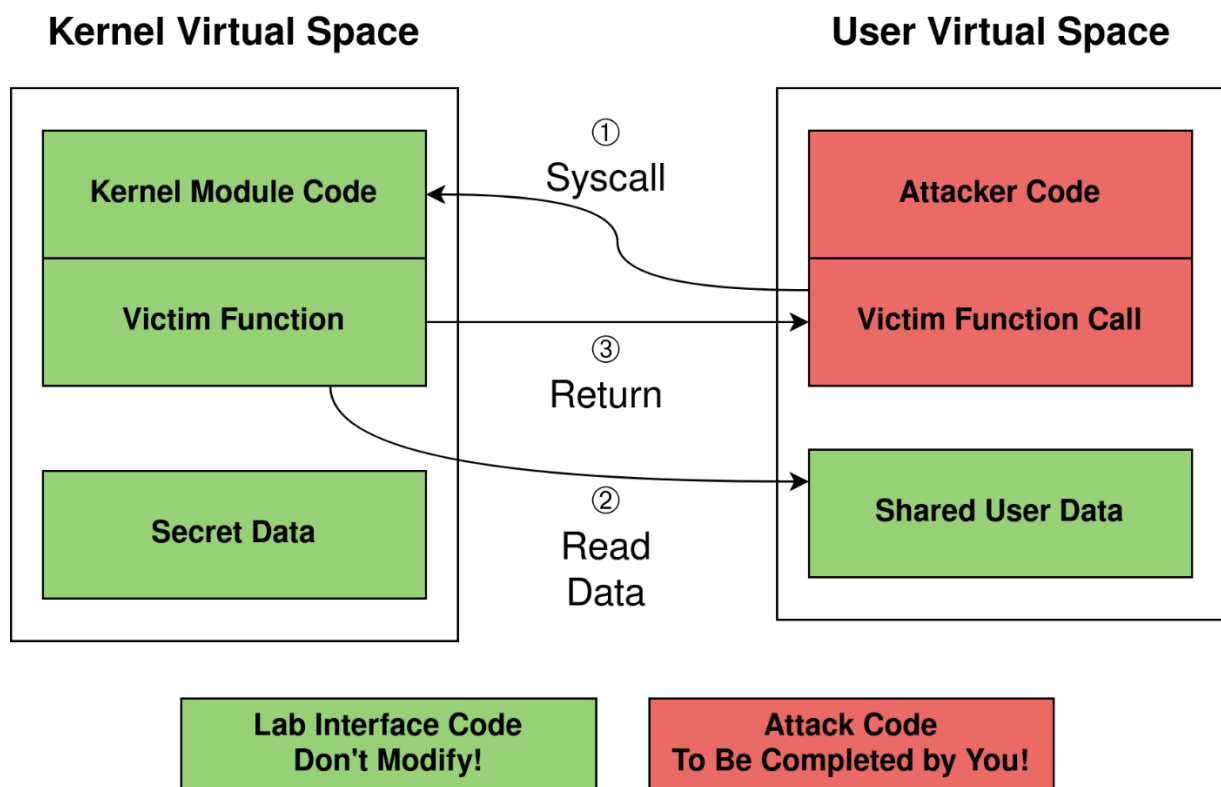 Kernel Virtual Space
User Virtual Space
Kernel Module Code
Victim Function
Secret Data
①
Syscall
③
Return
②
Read
Data
Attacker Code
Victim Function Call
Shared User Data
Lab Interface Code
Don't Modify!
Attack Code
To Be Completed by You!